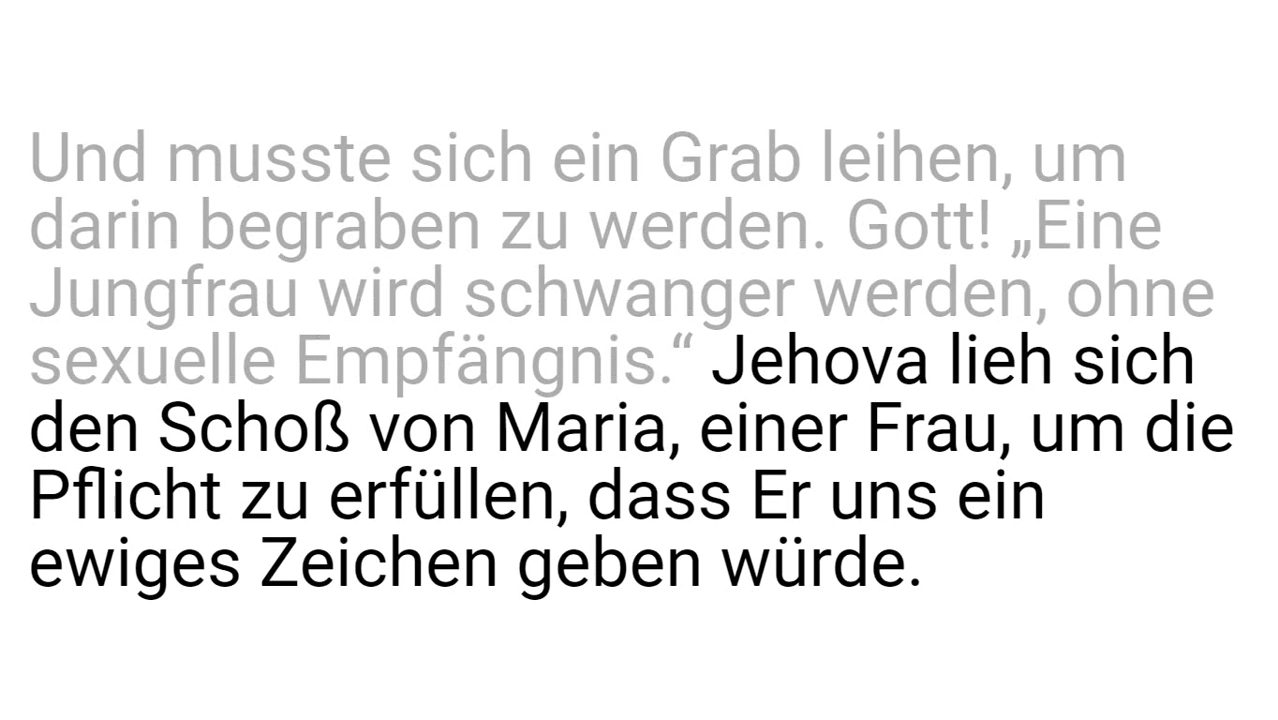 Und musste sich ein Grab leihen, um
darin begraben zu werden. Gott! „Eine
Jungfrau wird schwanger werden, ohne
sexuelle Empfängnis.“ Jehova lieh sich
den Schoß von Maria, einer Frau, um die
Pflicht zu erfüllen, dass Er uns ein
ewiges Zeichen geben würde.